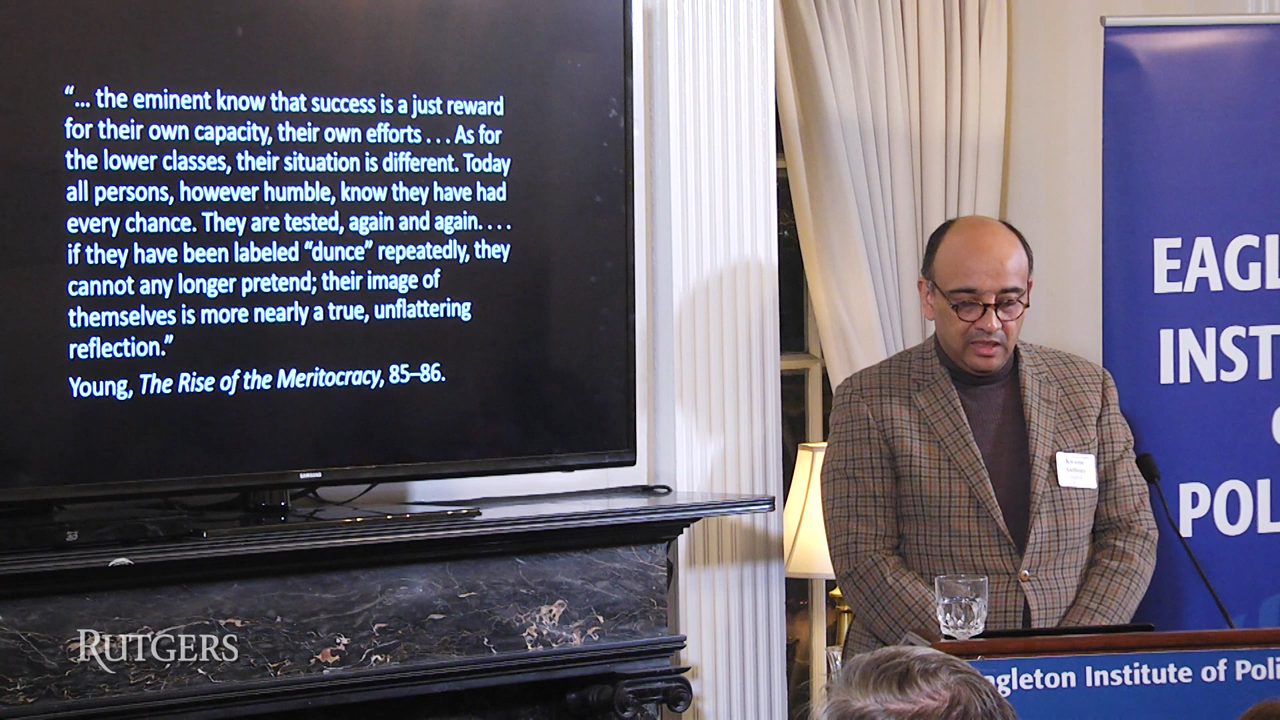 “... the eminent know that success is a just reward
for their own capacity, their own efforts . . . As for
the lower classes, their situation is different. Today
all persons, however humble, know they have had
every chance. They are tested, again and again. . . .
if they have been labeled “dunce” repeatedly, they
cannot any longer pretend; their image of
themselves is more nearly a true, unflattering
reflection.”
Young, The Rise of the Meritocracy, 85–86.
SAMSUNG
RUTGERS
EAGL
INST
POL
agleton Institute of Poli